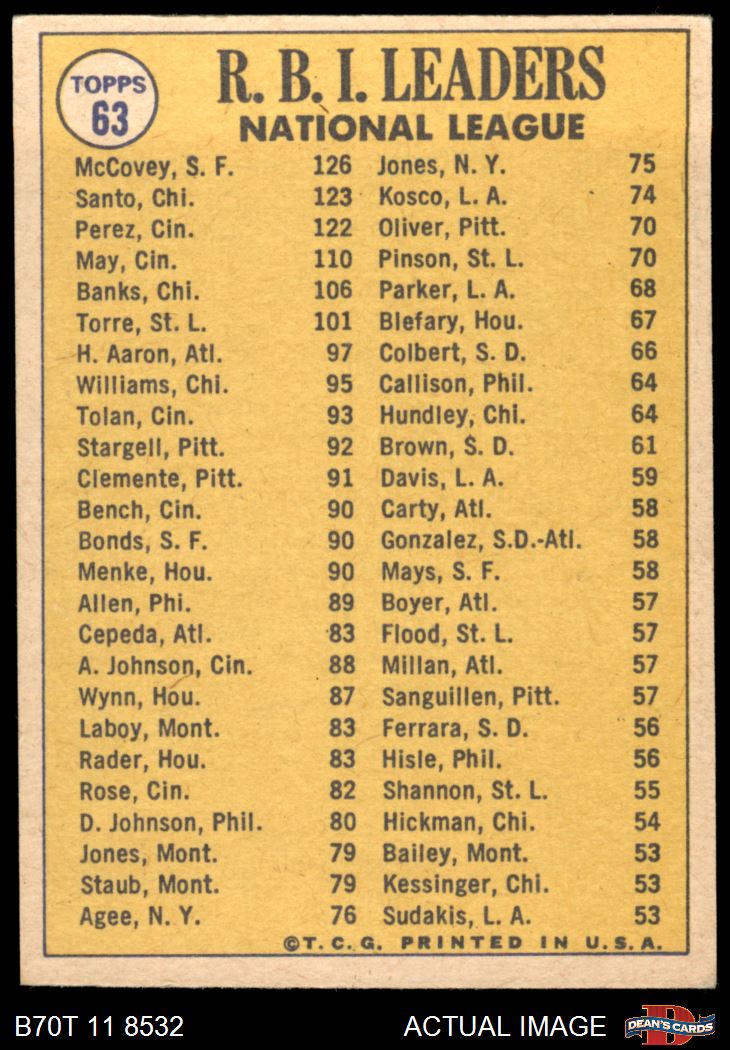 TOPPS
63
R. B. I. LEADERS
NATIONAL LEAGUE
McCovey, S. F. 126
Santo, Chi. 123
Perez, Cin. 122
May, Cin. 110
Banks, Chi. 106
Torre, St. L. 101
H. Aaron, Atl. 97
Williams, Chi. 95
Tolan, Cin. 93
Stargell, Pitt. 92
Clemente, Pitt. 91
Bench, Cin. 90
Bonds, S. F. 90
Menke, Hou. 90
Allen, Phi. 89
Cepeda, Atl. 83
A. Johnson, Cin. 88
Wynn, Hou. 87
Laboy, Mont. 83
Rader, Hou. 83
Rose, Cin. 82
D. Johnson, Phil. 80
Jones, Mont. 79
Staub, Mont. 79
Agee, N. Y. 76
Jones, N. Y. 75
Kosco, L. A. 74
Oliver, Pitt. 70
Pinson, St. L. 70
Parker, L. A. 68
Blefary, Hou. 67
Colbert, S. D. 66
Callison, Phil. 64
Hundley, Chi. 64
Brown, S. D. 61
Davis, L. A. 59
Carty, Atl. 58
Gonzalez, S.D.-Atl. 58
Mays, S. F. 58
Boyer, Atl. 57
Flood, St. L. 57
Millan, Atl. 57
Sanguillen, Pitt. 57
Ferrara, S. D. 56
Hisle, Phil. 56
Shannon, St. L. 55
Hickman, Chi. 54
Bailey, Mont. 53
Kessinger, Chi. 53
Sudakis, L. A. 53
©T. C. G. PRINTED IN U. S. A.
B70T 11 8532
ACTUAL IMAGE
D
DEAN'S CARDS